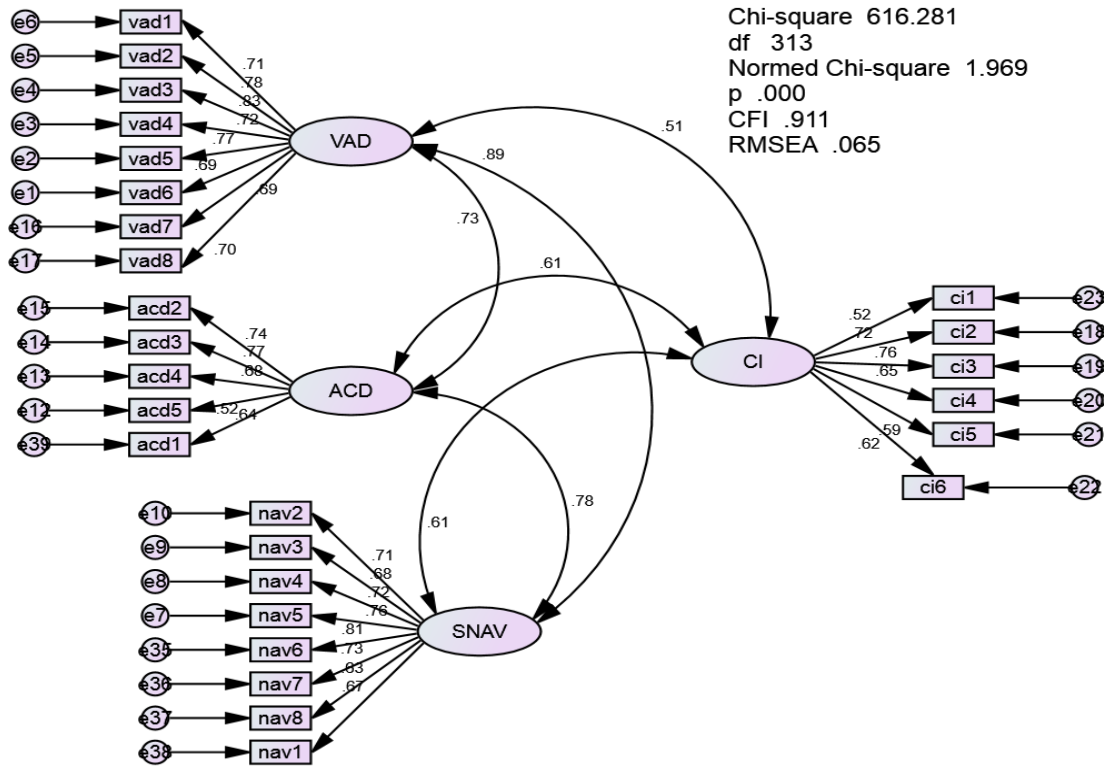 Chi-square 616.281
df 313
Normed Chi-square 1.969
p .000
CFI .911
RMSEA .065
e6 vad1
e5 vad2
e4 vad3
e3 vad4
e2 vad5
e1 vad6
e16 vad7
e17 vad8
.71
.78
.83
.72
.77
.69
.69
.70
VAD
.51
.89
.73
.61
e15 acd2
e14 acd3
e13 acd4
e12 acd5
e39 acd1
.74
.77
.68
.52
.64
ACD
CI
.52
.72
.76
.65
.59
.62
ci1 e23
ci2 e18
ci3 e19
ci4 e20
ci5 e21
ci6 e22
.61
.78
e10 nav2
e9 nav3
e8 nav4
e7 nav5
e35 nav6
e36 nav7
e37 nav8
e38 nav1
.71
.68
.72
.76
.81
.73
.63
.67
SNAV